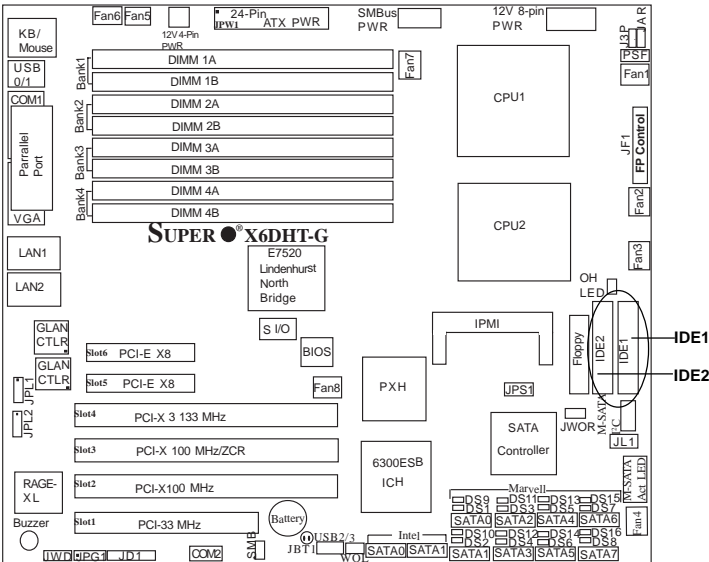 Fan6 Fan5
12V 4-Pin
PWR
24-Pin
JPW1 ATX PWR
SMBus
PWR
12V 8-pin
PWR
J3P
JAR
KB/
Mouse
USB
0/1
COM1
Parrallel
Port
VGA
LAN1
LAN2
Bank1
Bank2
Bank3
Bank4
DIMM 1A
DIMM 1B
DIMM 2A
DIMM 2B
DIMM 3A
DIMM 3B
DIMM 4A
DIMM 4B
Fan7
CPU1
CPU2
PSF
Fan1
JF1
FP Control
Fan2
Fan3
SUPER ●® X6DHT-G
E7520
Lindenhurst
North
Bridge
OH
LED
S I/O
BIOS
IPMI
Floppy
IDE2
IDE1
IDE1
IDE2
GLAN
CTLR
GLAN
CTLR
JPL1
JPL2
Slot6 PCI-E X8
Slot5 PCI-E X8
Fan8
PXH
JPS1
JWOR
M-SATA
I²C
JL1
Slot4 PCI-X 3 133 MHz
Slot3 PCI-X 100 MHz/ZCR
Slot2 PCI-X100 MHz
Slot1 PCI-33 MHz
SATA
Controller
6300ESB
ICH
RAGE-
XL
Buzzer
Battery
M-SATA
Act LED
Fan4
Marvell
DS9 DS11 DS13 DS15
DS1 DS3 DS5 DS7
SATA0 SATA2 SATA4 SATA6
DS10 DS12 DS14 DS16
DS2 DS4 DS6 DS8
SATA1 SATA3 SATA5 SATA7
Intel
SATA0 SATA1
JWD JPG1 JD1
COM2
SMB
JBT1
USB2/3
WOL